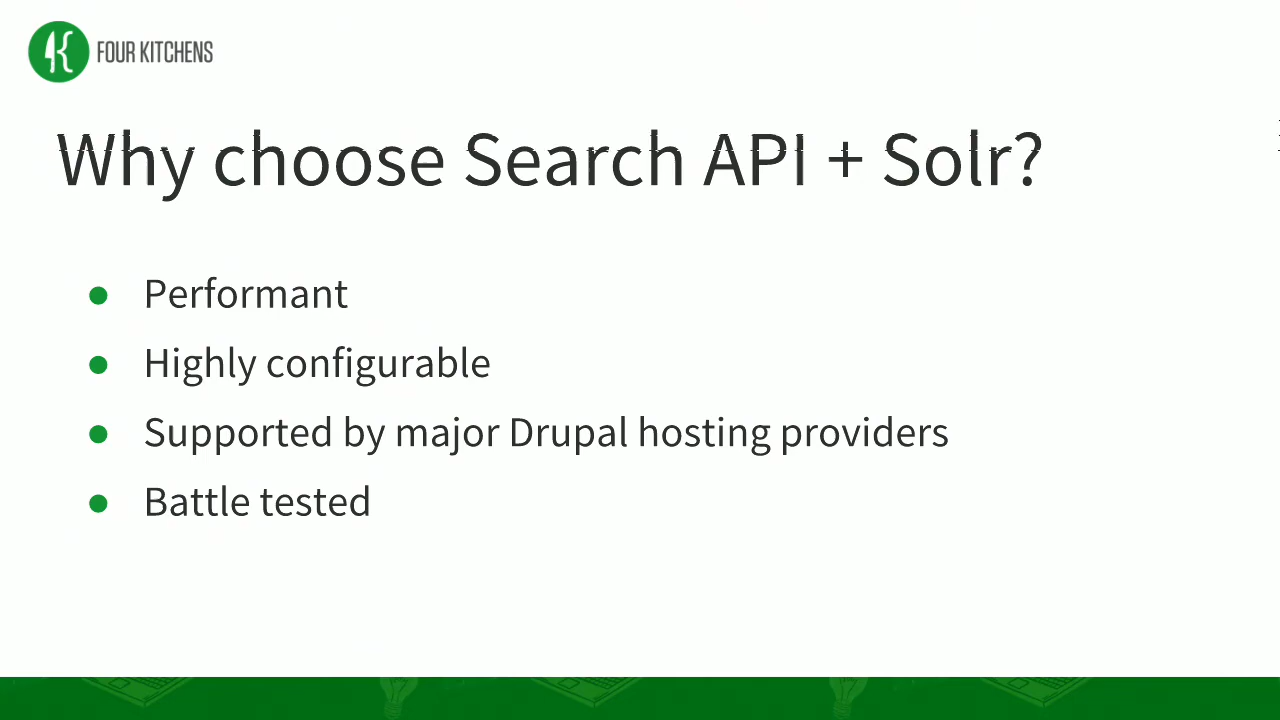 FOUR KITCHENS
Why choose Search API + Solr?
● Performant
● Highly configurable
● Supported by major Drupal hosting providers
● Battle tested